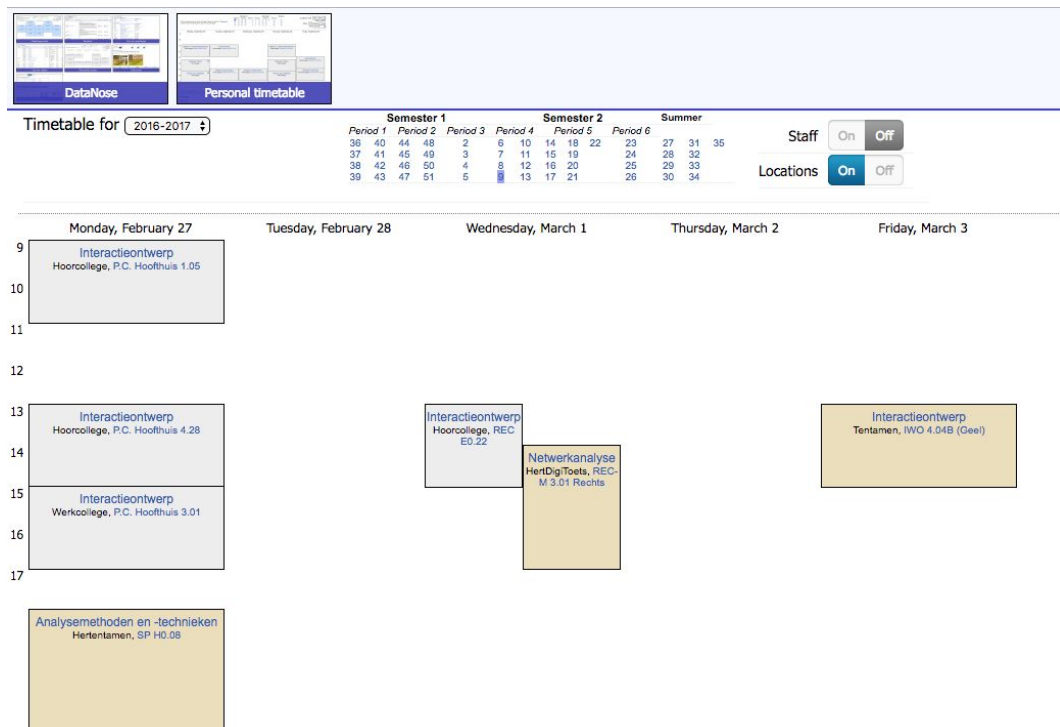 DataNose
Personal timetable
Timetable for 2016-2017
Semester 1 Semester 2 Summer
Period 1 Period 2 Period 3 Period 4 Period 5 Period 6
36 40 44 48 2 6 10 14 18 22 23 27 31 35
37 41 45 49 3 7 11 15 19 24 28 32
38 42 46 50 4 8 12 16 20 25 29 33
39 43 47 51 5 9 13 17 21 26 30 34
Staff On Off
Locations On Off
Monday, February 27 Tuesday, February 28 Wednesday, March 1 Thursday, March 2 Friday, March 3
9
Interactieontwerp
Hoorcollege, P.C. Hoofthuis 1.05
10
11
12
13
Interactieontwerp
Hoorcollege, P.C. Hoofthuis 4.28
Interactieontwerp
Hoorcollege, REC
E0.22
Interactieontwerp
Tentamen, IWO 4.04B (Geel)
14
Netwerkanalyse
HertDigiToets, REC-
M 3.01 Rechts
15
Interactieontwerp
Werkcollege, P.C. Hoofthuis 3.01
16
17
Analysemethoden en -technieken
Hertentamen, SP H0.08